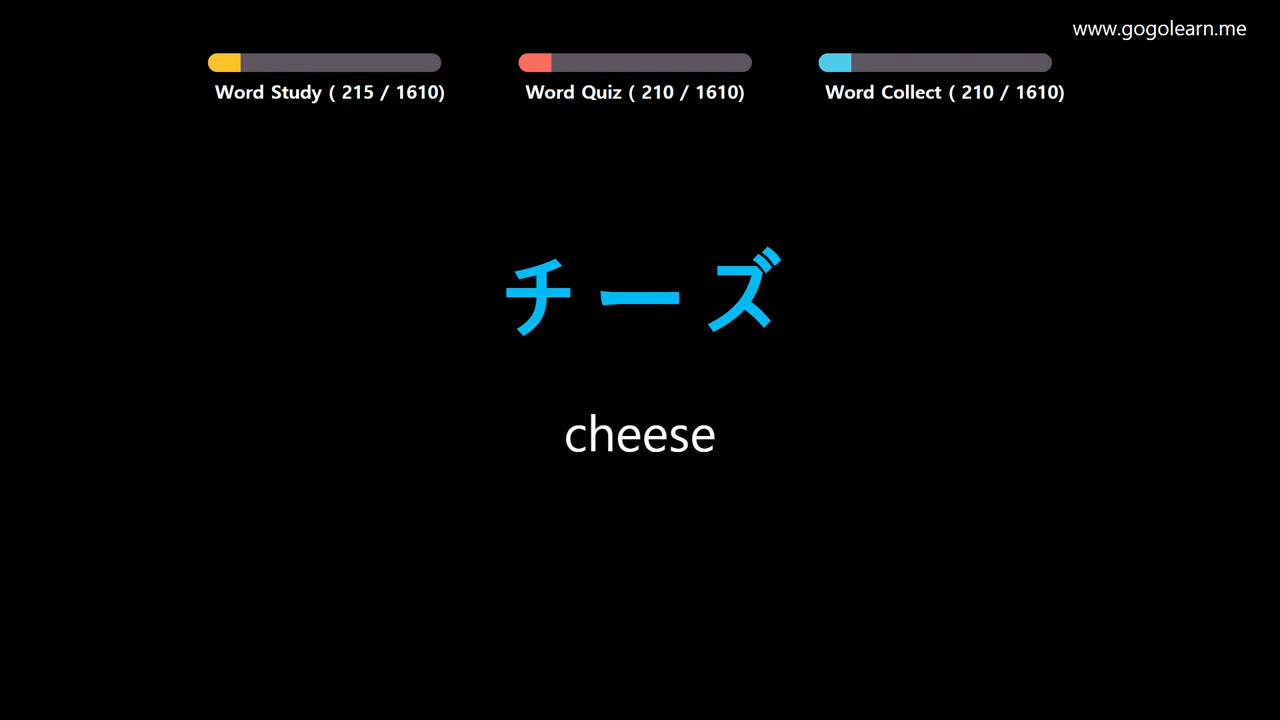 www.gogolearn.me
Word Study ( 215 / 1610)
Word Quiz ( 210 / 1610)
Word Collect ( 210 / 1610)
チーズ
cheese